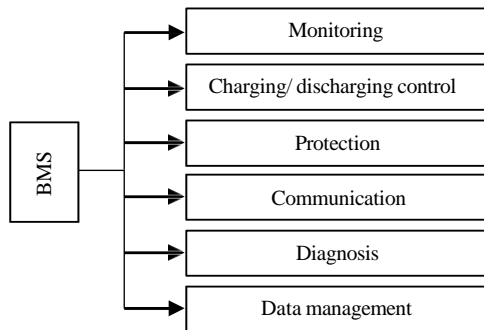 BMS
Monitoring
Charging/ discharging control
Protection
Communication
Diagnosis
Data management